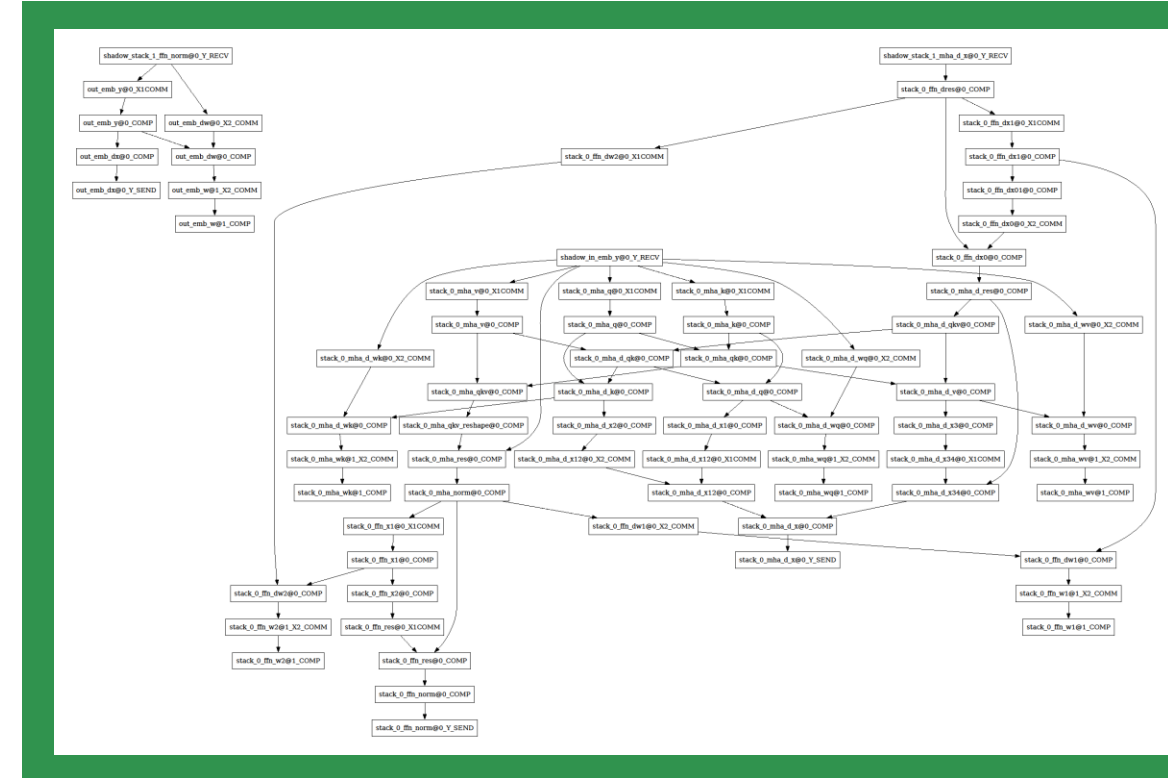 shadow_stack_1_ffn_norm@0_Y_RECV
shadow_stack_1_mha_d_x@0_Y_RECV
out_emb_y@0_X1COMM
stack_0_ffn_dres@0_COMP
out_emb_y@0_COMP
out_emb_dw@0_X2_COMM
stack_0_ffn_dx1@0_X1COMM
out_emb_dx@0_COMP
out_emb_dw@0_COMP
stack_0_ffn_dw2@0_X1COMM
stack_0_ffn_dx1@0_COMP
out_emb_dx@0_Y_SEND
out_emb_w@1_X2_COMM
stack_0_ffn_dx01@0_COMP
out_emb_w@1_COMP
stack_0_ffn_dx0@0_X2_COMM
shadow_in_emb_y@0_Y_RECV
stack_0_ffn_dx0@0_COMP
stack_0_mha_v@0_X1COMM
stack_0_mha_q@0_X1COMM
stack_0_mha_k@0_X1COMM
stack_0_mha_d_res@0_COMP
stack_0_mha_v@0_COMP
stack_0_mha_q@0_COMP
stack_0_mha_k@0_COMP
stack_0_mha_d_qkv@0_COMP
stack_0_mha_d_wv@0_X2_COMM
stack_0_mha_d_wk@0_X2_COMM
stack_0_mha_d_qk@0_COMP
stack_0_mha_qk@0_COMP
stack_0_mha_d_wq@0_X2_COMM
stack_0_mha_qkv@0_COMP
stack_0_mha_d_k@0_COMP
stack_0_mha_d_q@0_COMP
stack_0_mha_d_v@0_COMP
stack_0_mha_d_wk@0_COMP
stack_0_mha_qkv_reshape@0_COMP
stack_0_mha_d_x2@0_COMP
stack_0_mha_d_x1@0_COMP
stack_0_mha_d_wq@0_COMP
stack_0_mha_d_x3@0_COMP
stack_0_mha_d_wv@0_COMP
stack_0_mha_wk@1_X2_COMM
stack_0_mha_res@0_COMP
stack_0_mha_d_x12@0_X2_COMM
stack_0_mha_d_x12@0_X1COMM
stack_0_mha_wq@1_X2_COMM
stack_0_mha_d_x34@0_X1COMM
stack_0_mha_wv@1_X2_COMM
stack_0_mha_wk@1_COMP
stack_0_mha_norm@0_COMP
stack_0_mha_d_x12@0_COMP
stack_0_mha_wq@1_COMP
stack_0_mha_d_x34@0_COMP
stack_0_mha_wv@1_COMP
stack_0_ffn_x1@0_X1COMM
stack_0_ffn_dw1@0_X2_COMM
stack_0_mha_d_x@0_COMP
stack_0_ffn_x1@0_COMP
stack_0_mha_d_x@0_Y_SEND
stack_0_ffn_dw1@0_COMP
stack_0_ffn_dw2@0_COMP
stack_0_ffn_x2@0_COMP
stack_0_ffn_w1@1_X2_COMM
stack_0_ffn_w2@1_X2_COMM
stack_0_ffn_res@0_X1COMM
stack_0_ffn_w1@1_COMP
stack_0_ffn_w2@1_COMP
stack_0_ffn_res@0_COMP
stack_0_ffn_norm@0_COMP
stack_0_ffn_norm@0_Y_SEND